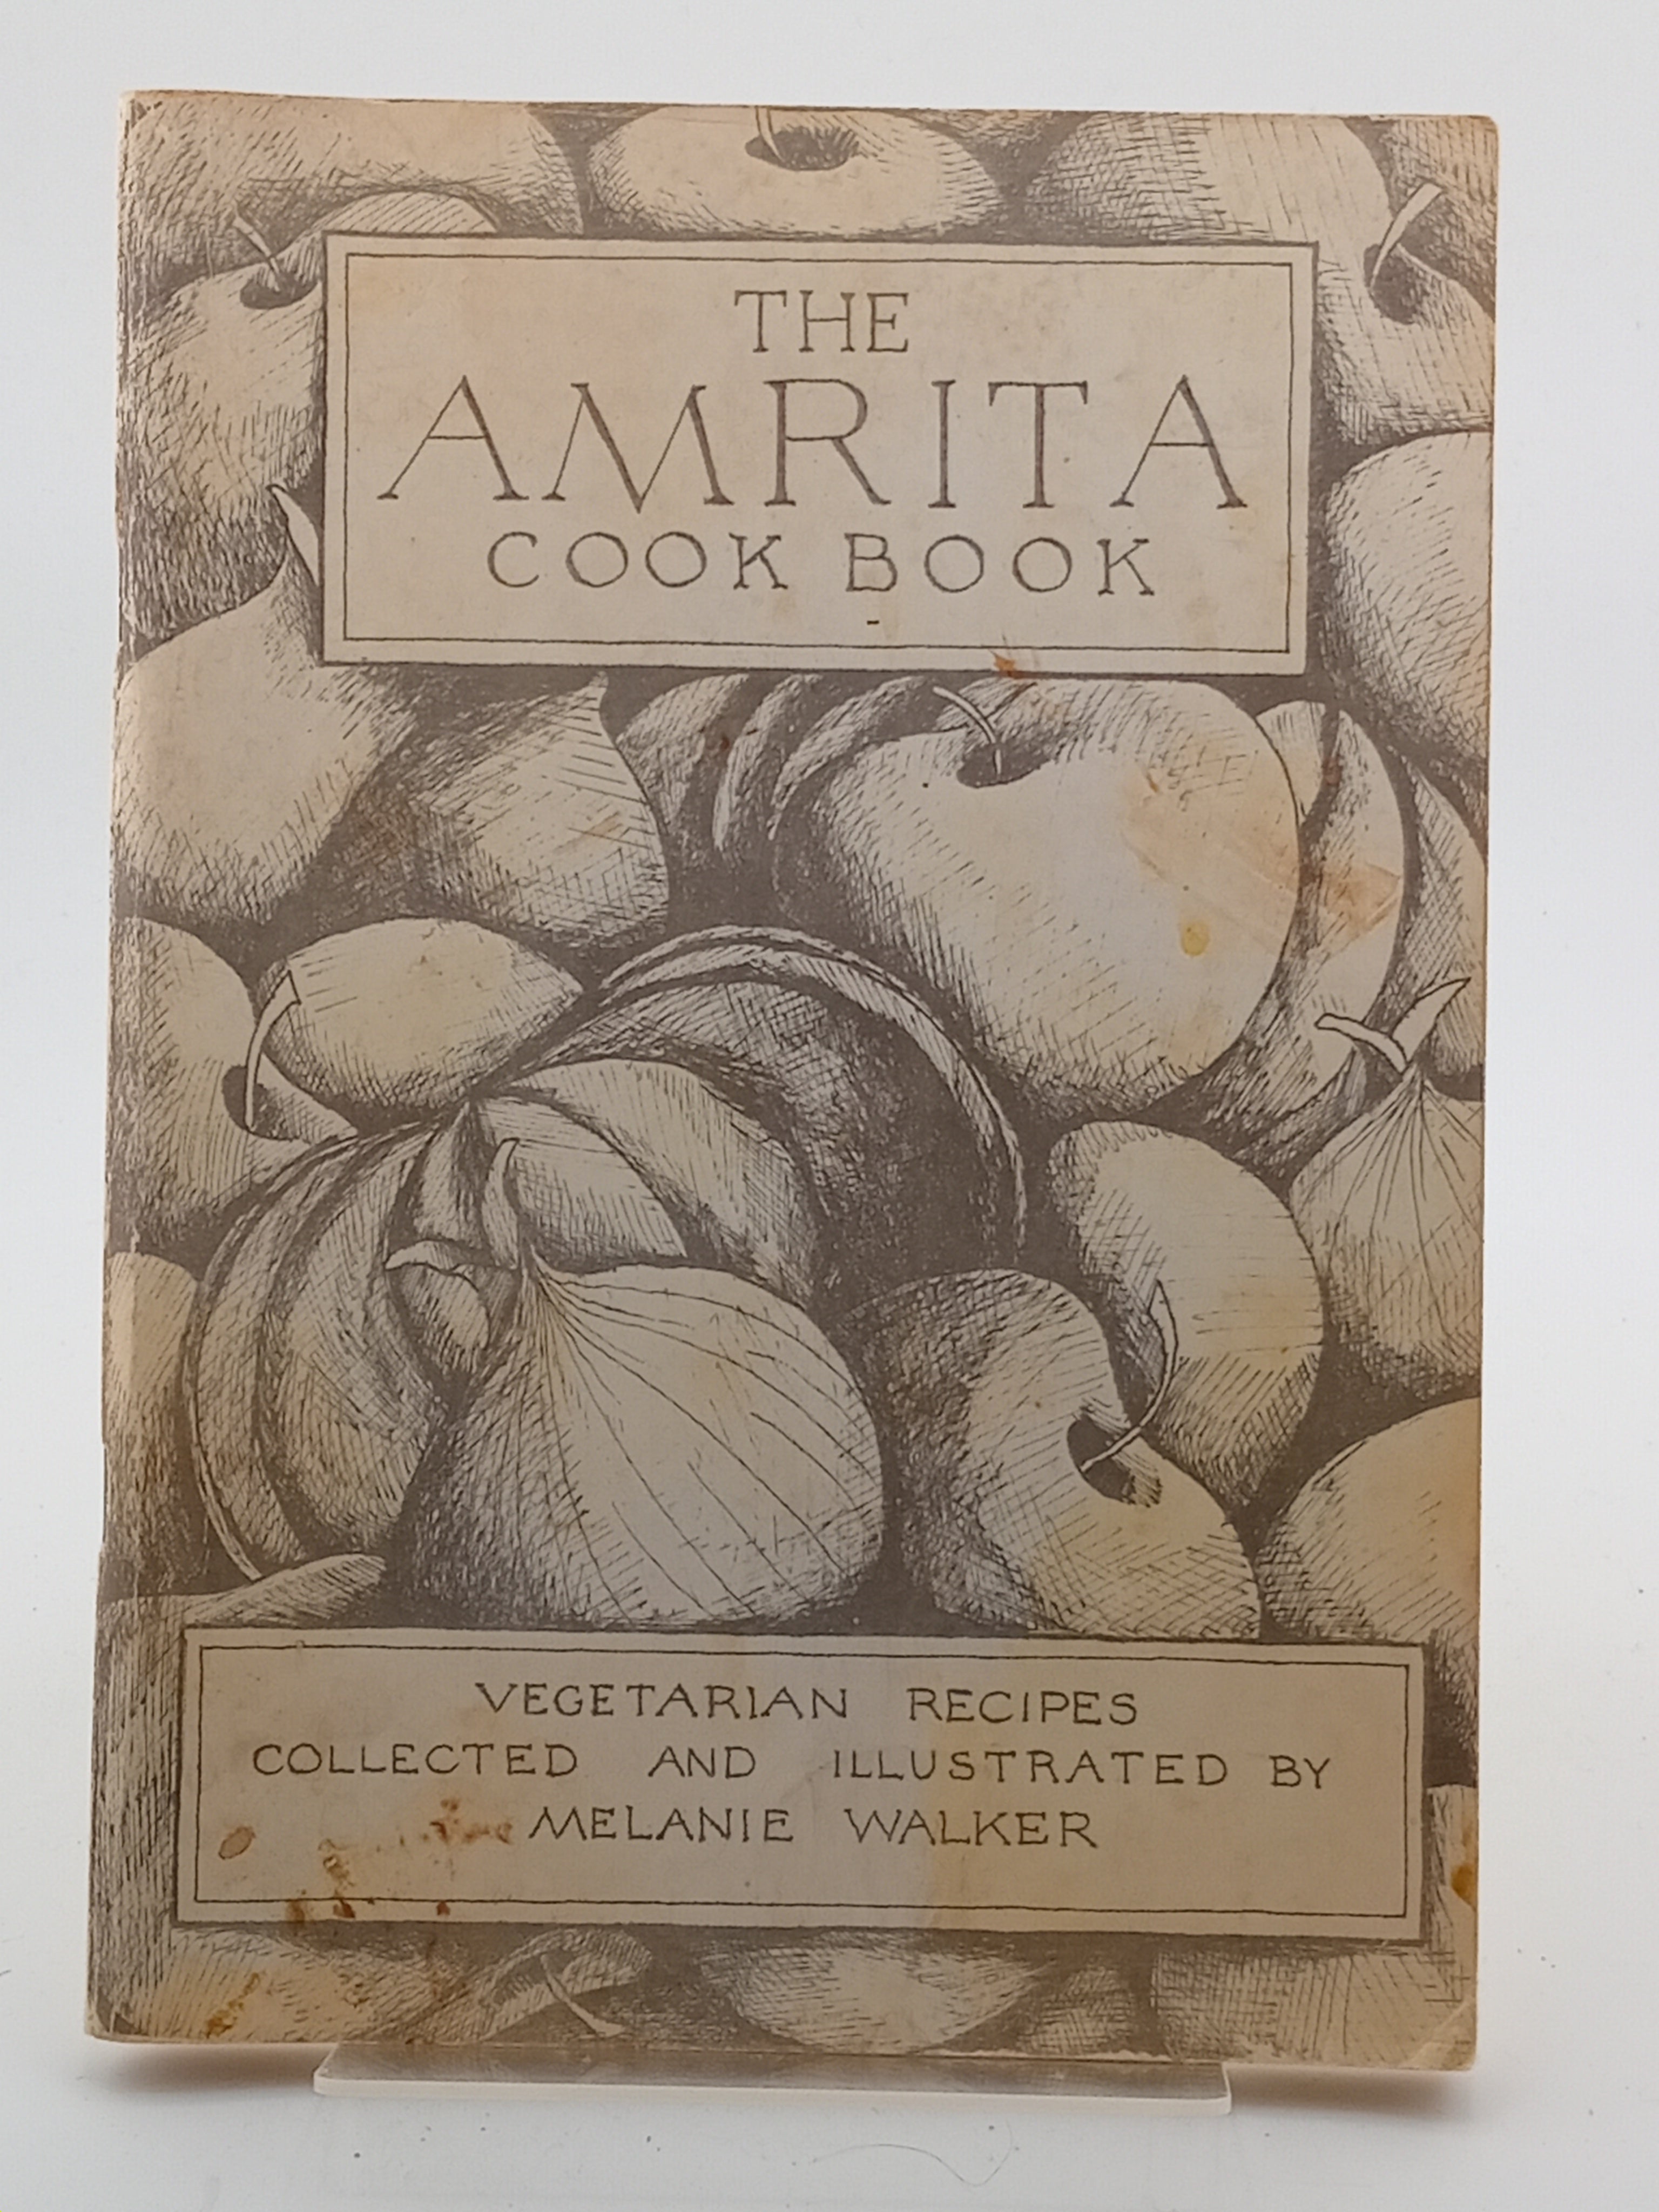 THE
AMRITA
COOK BOOK
VEGETARIAN RECIPES
COLLECTED AND ILLUSTRATED BY
MELANIE WALKER